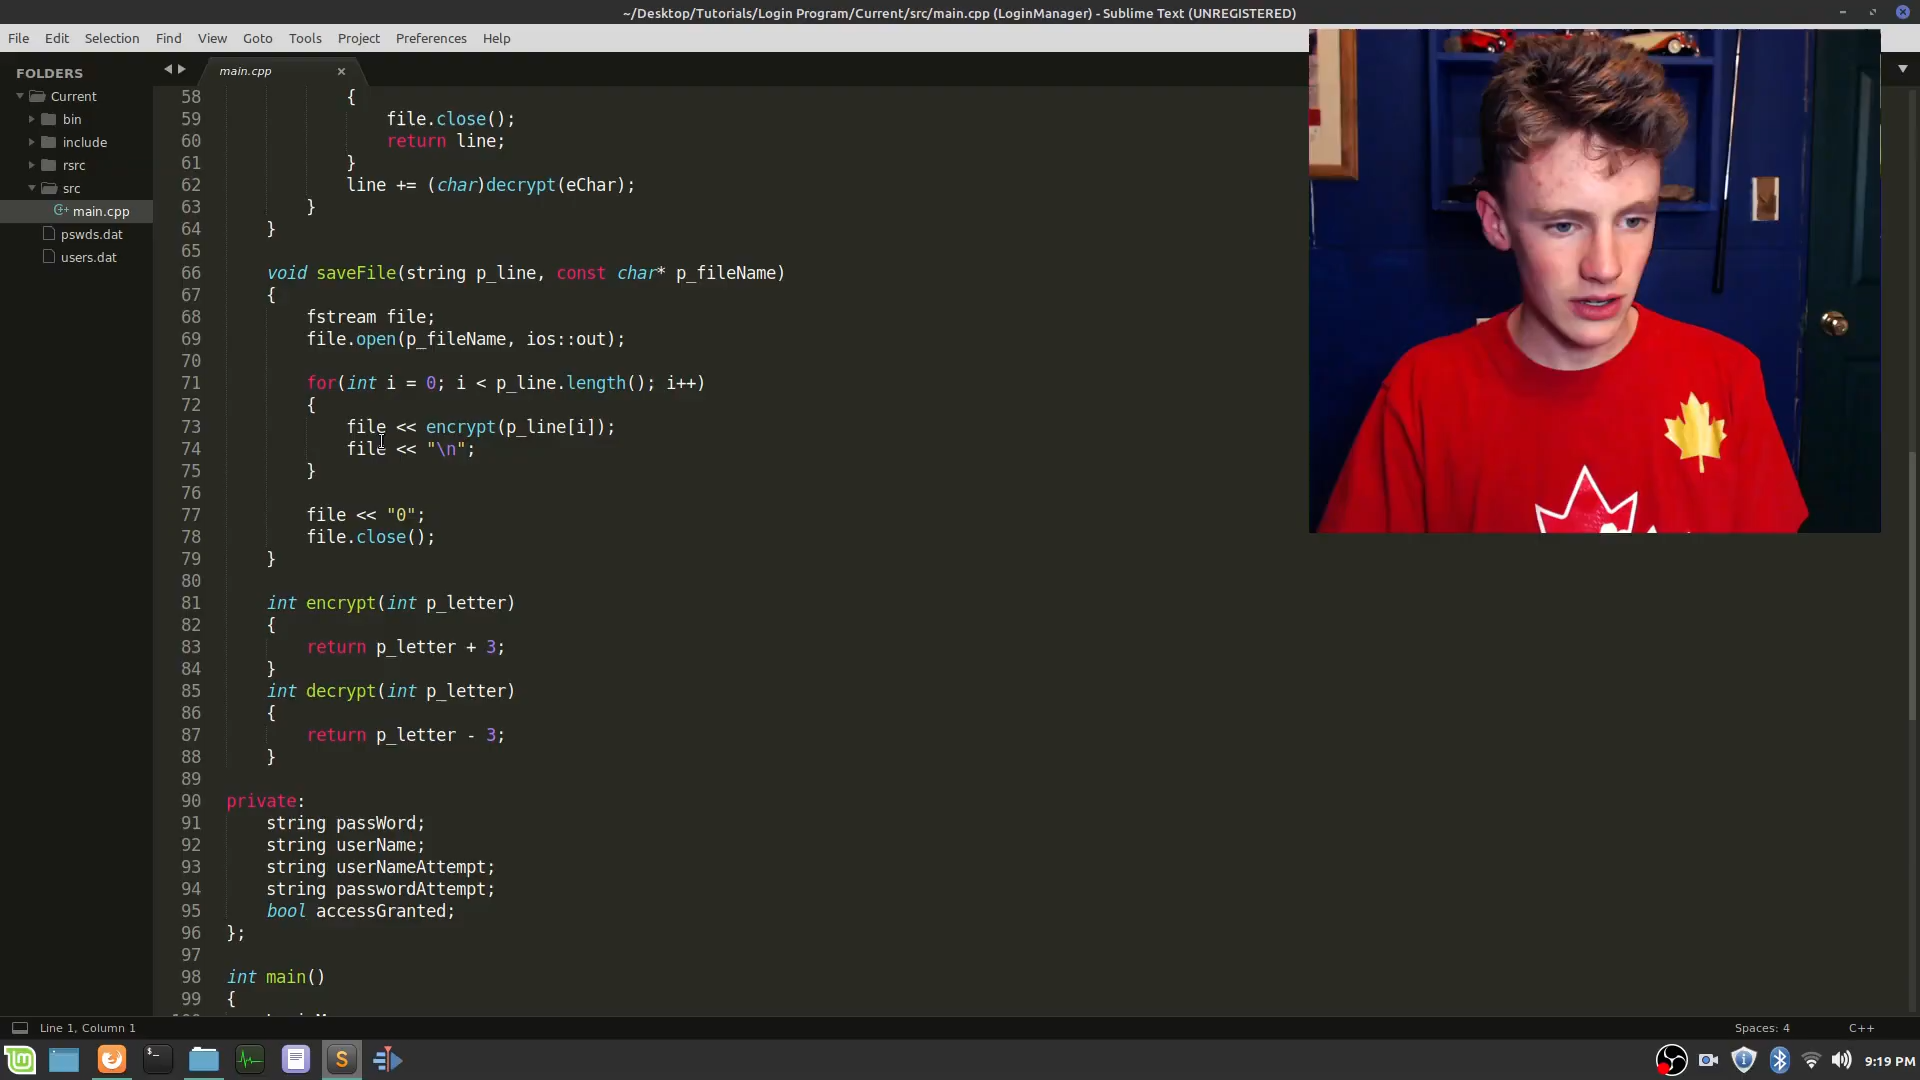 ~/Desktop/Tutorials/Login Program/Current/src/main.cpp (LoginManager) - Sublime Text (UNREGISTERED)
File Edit Selection Find View Goto Tools Project Preferences Help
FOLDERS
Current
bin
include
rsrc
src
main.cpp
pswds.dat
users.dat
main.cpp
58 {
59 file.close();
60 return line;
61 }
62 line += (char)decrypt(eChar);
63 }
64 }
65
66 void saveFile(string p_line, const char* p_fileName)
67 {
68 fstream file;
69 file.open(p_fileName, ios::out);
70
71 for(int i = 0; i < p_line.length(); i++)
72 {
73 file << encrypt(p_line[i]);
74 file << "\n";
75 }
76
77 file << "0";
78 file.close();
79 }
80
81 int encrypt(int p_letter)
82 {
83 return p_letter + 3;
84 }
85 int decrypt(int p_letter)
86 {
87 return p_letter - 3;
88 }
89
90 private:
91 string passWord;
92 string userName;
93 string userNameAttempt;
94 string passwordAttempt;
95 bool accessGranted;
96 };
97
98 int main()
99 {
Line 1, Column 1
Spaces: 4
C++
9:19 PM